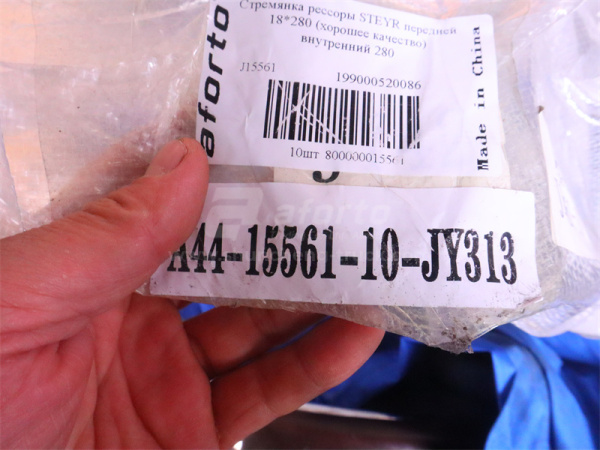 Стремянка рессоры STEYR передней
18*280 (хорошее качество)
внутренний 280
J15561
199000520086
10шт
aforto
Made in China
aforto
A44-15561-10-JY313